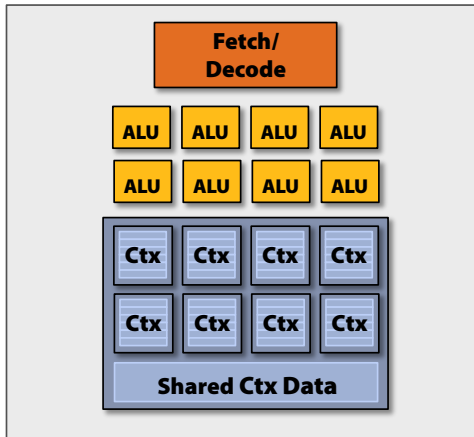 Fetch/
Decode
ALU ALU ALU ALU
ALU ALU ALU ALU
Ctx Ctx Ctx Ctx
Ctx Ctx Ctx Ctx
Shared Ctx Data